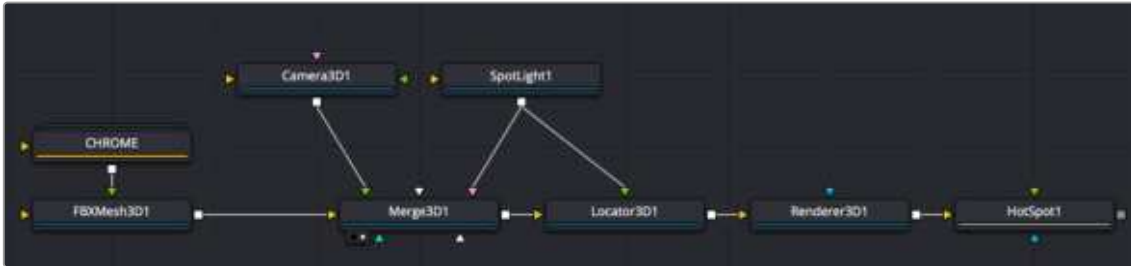 Camera3D1
SpotLight1
CHROME
FBXMesh3D1
Merge3D1
Locator3D1
Renderer3D1
HotSpot1